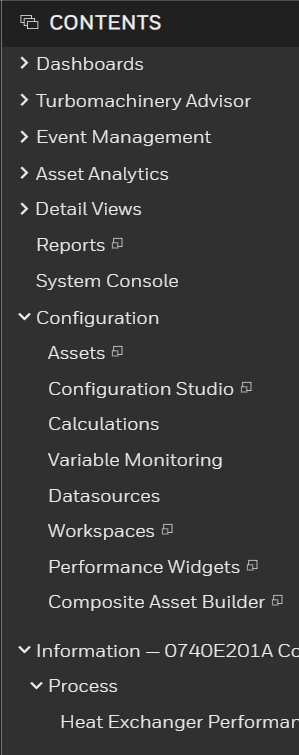 CONTENTS
Dashboards
Turbomachinery Advisor
Event Management
Asset Analytics
Detail Views
Reports
System Console
Configuration
Assets
Configuration Studio
Calculations
Variable Monitoring
Datasources
Workspaces
Performance Widgets
Composite Asset Builder
Information — 0740E201A Co
Process
Heat Exchanger Performan